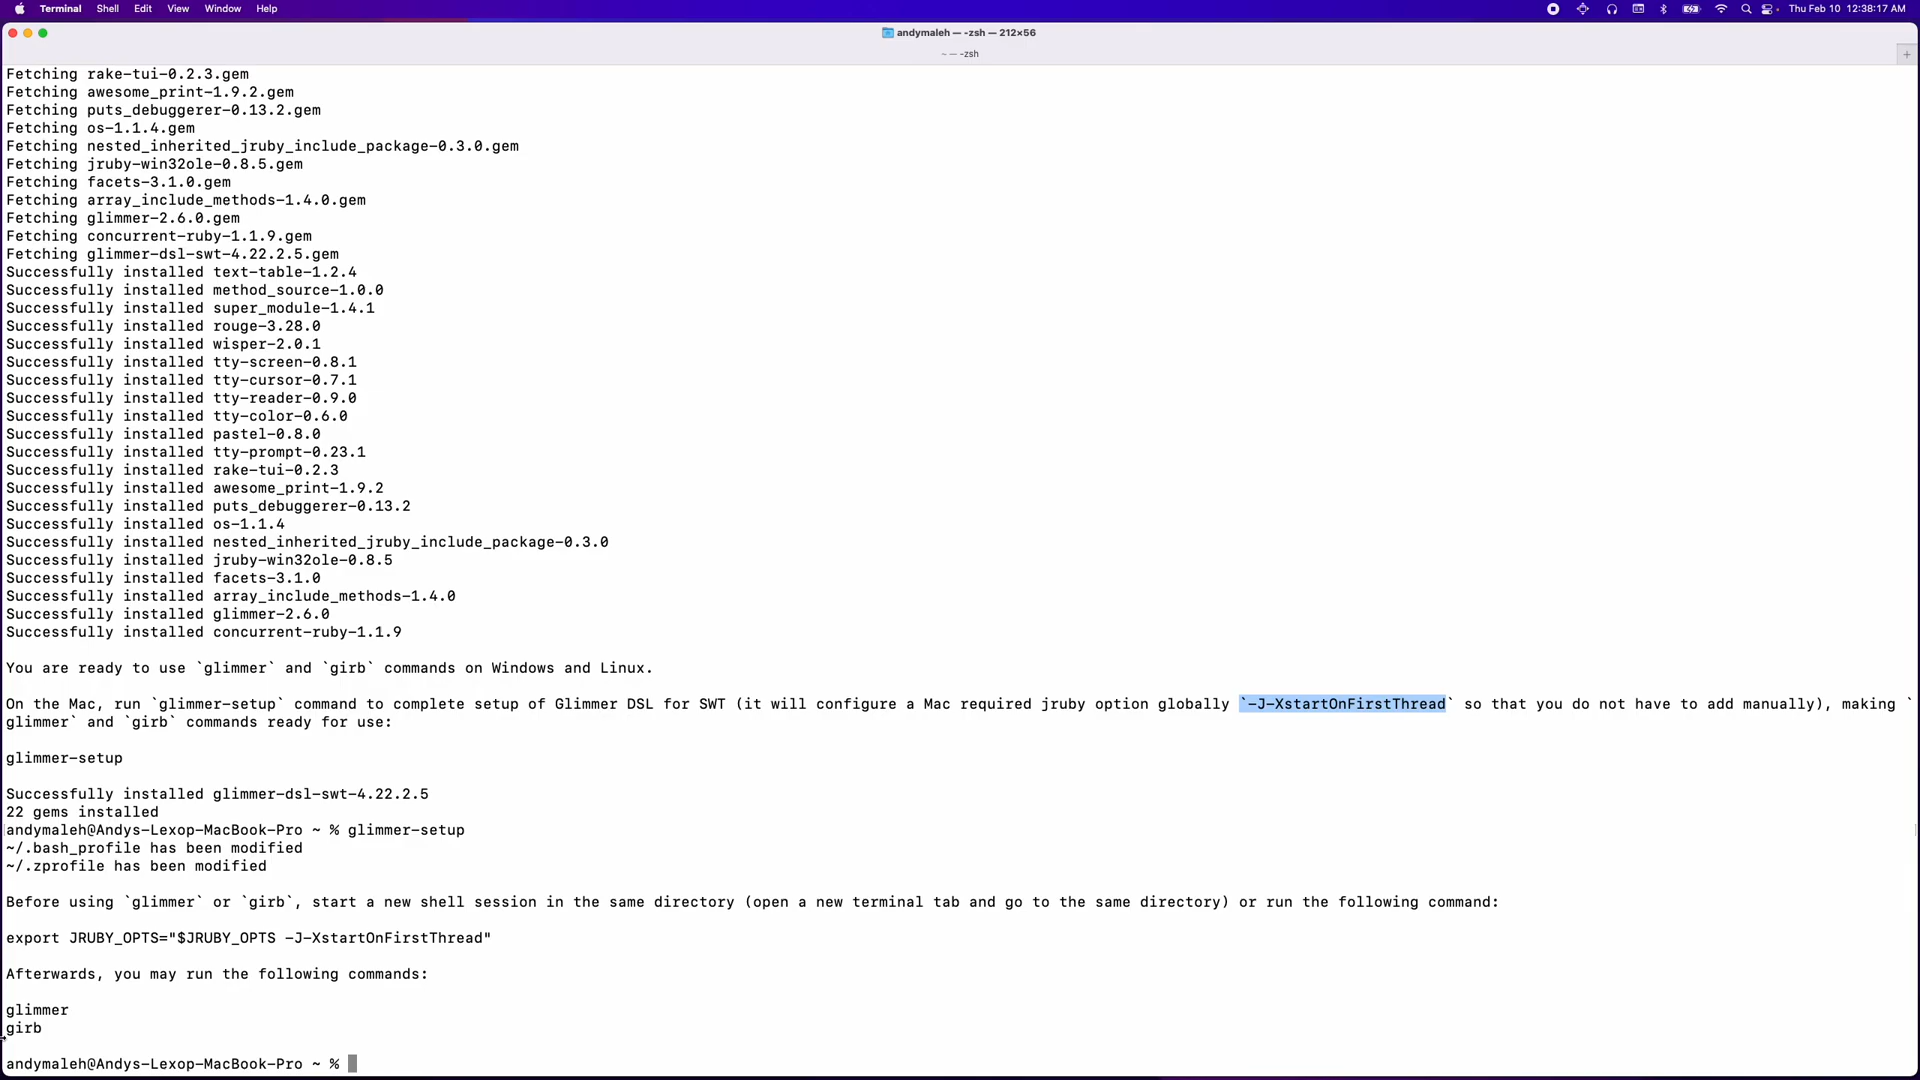 Terminal Shell Edit View Window Help Thu Feb 10 12:38:17 AM
andymaleh — -zsh — 212×56
~ — -zsh
Fetching rake-tui-0.2.3.gem
Fetching awesome_print-1.9.2.gem
Fetching puts_debuggerer-0.13.2.gem
Fetching os-1.1.4.gem
Fetching nested_inherited_jruby_include_package-0.3.0.gem
Fetching jruby-win32ole-0.8.5.gem
Fetching facets-3.1.0.gem
Fetching array_include_methods-1.4.0.gem
Fetching glimmer-2.6.0.gem
Fetching concurrent-ruby-1.1.9.gem
Fetching glimmer-dsl-swt-4.22.2.5.gem
Successfully installed text-table-1.2.4
Successfully installed method_source-1.0.0
Successfully installed super_module-1.4.1
Successfully installed rouge-3.28.0
Successfully installed wisper-2.0.1
Successfully installed tty-screen-0.8.1
Successfully installed tty-cursor-0.7.1
Successfully installed tty-reader-0.9.0
Successfully installed tty-color-0.6.0
Successfully installed pastel-0.8.0
Successfully installed tty-prompt-0.23.1
Successfully installed rake-tui-0.2.3
Successfully installed awesome_print-1.9.2
Successfully installed puts_debuggerer-0.13.2
Successfully installed os-1.1.4
Successfully installed nested_inherited_jruby_include_package-0.3.0
Successfully installed jruby-win32ole-0.8.5
Successfully installed facets-3.1.0
Successfully installed array_include_methods-1.4.0
Successfully installed glimmer-2.6.0
Successfully installed concurrent-ruby-1.1.9
You are ready to use `glimmer` and `girb` commands on Windows and Linux.
On the Mac, run `glimmer-setup` command to complete setup of Glimmer DSL for SWT (it will configure a Mac required jruby option globally `-J-XstartOnFirstThread` so that you do not have to add manually), making `
glimmer` and `girb` commands ready for use:
glimmer-setup
Successfully installed glimmer-dsl-swt-4.22.2.5
22 gems installed
andymaleh@Andys-Lexop-MacBook-Pro ~ % glimmer-setup
~/.bash_profile has been modified
~/.zprofile has been modified
Before using `glimmer` or `girb`, start a new shell session in the same directory (open a new terminal tab and go to the same directory) or run the following command:
export JRUBY_OPTS="$JRUBY_OPTS -J-XstartOnFirstThread"
Afterwards, you may run the following commands:
glimmer
girb
andymaleh@Andys-Lexop-MacBook-Pro ~ %